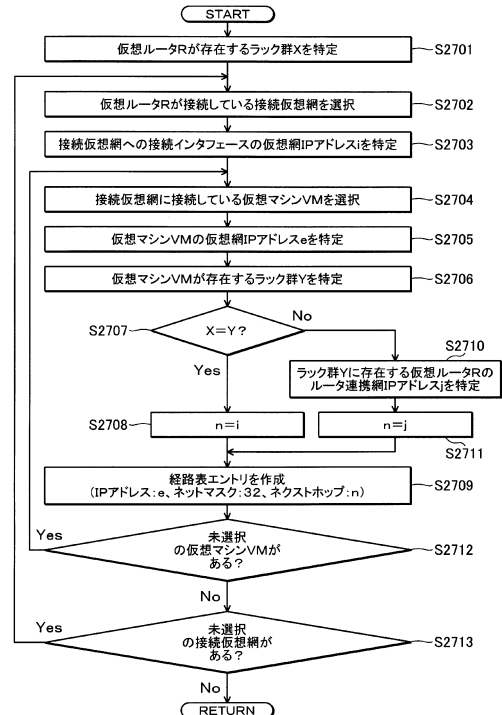 START
仮想ルータRが存在するラック群Xを特定
S2701
仮想ルータRが接続している接続仮想網を選択
S2702
接続仮想網への接続インタフェースの仮想網IPアドレスiを特定
S2703
接続仮想網に接続している仮想マシンVMを選択
S2704
仮想マシンVMの仮想網IPアドレスeを特定
S2705
仮想マシンVMが存在するラック群Yを特定
S2706
S2707
X=Y?
No
Yes
S2710
ラック群Yに存在する仮想ルータRの
ルータ連携網IPアドレスjを特定
S2708
n=i
n=j
S2711
経路表エントリを作成
(IPアドレス:e、ネットマスク:32、ネクストホップ:n)
S2709
Yes
未選択
の仮想マシンVMが
ある?
S2712
No
Yes
未選択
の接続仮想網が
ある?
S2713
No
RETURN